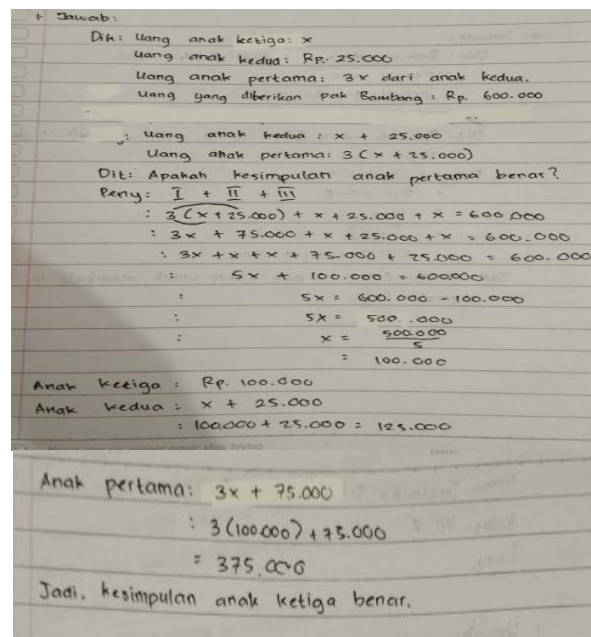 1. Jawab:
Dik: Uang anak ketiga: x
Uang anak kedua: Rp. 25.000
Uang anak pertama: 3x dari anak kedua.
Uang yang diberikan pak Bambang: Rp. 600.000
: Uang anak kedua : x + 25.000
Uang anak pertama: 3(x + 25.000)
Dit: Apakah kesimpulan anak pertama benar?
Peny: I + II + III
: 3(x + 25.000) + x + 25.000 + x = 600.000
: 3x + 75.000 + x + 25.000 + x = 600.000
: 3x + x + x + 75.000 + 25.000 = 600.000
: 5x + 100.000 = 600.000
: 5x = 600.000 - 100.000
: 5x = 500.000
: x = 500.000
5
= 100.000
Anak ketiga : Rp. 100.000
Anak kedua : x + 25.000
: 100.000 + 25.000 = 125.000
Anak pertama: 3x + 75.000
: 3(100.000) + 75.000
= 375.000
Jadi, kesimpulan anak ketiga benar.